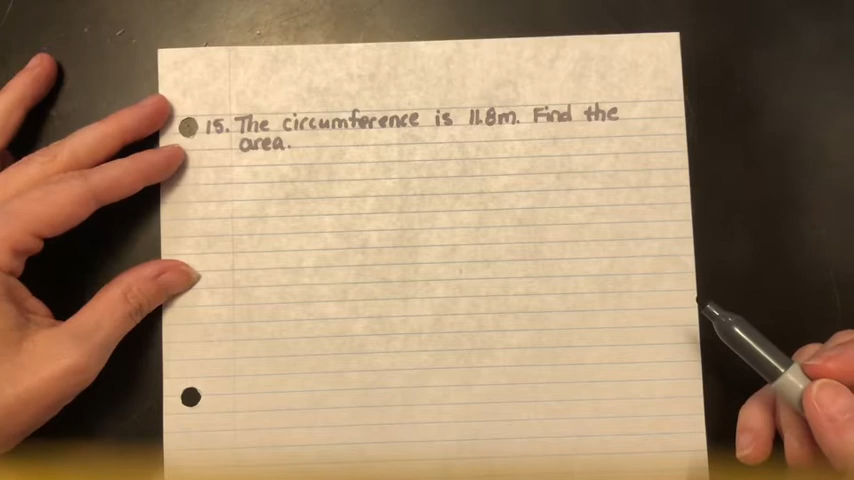 15. The circumference is 11.8m. Find the
area.